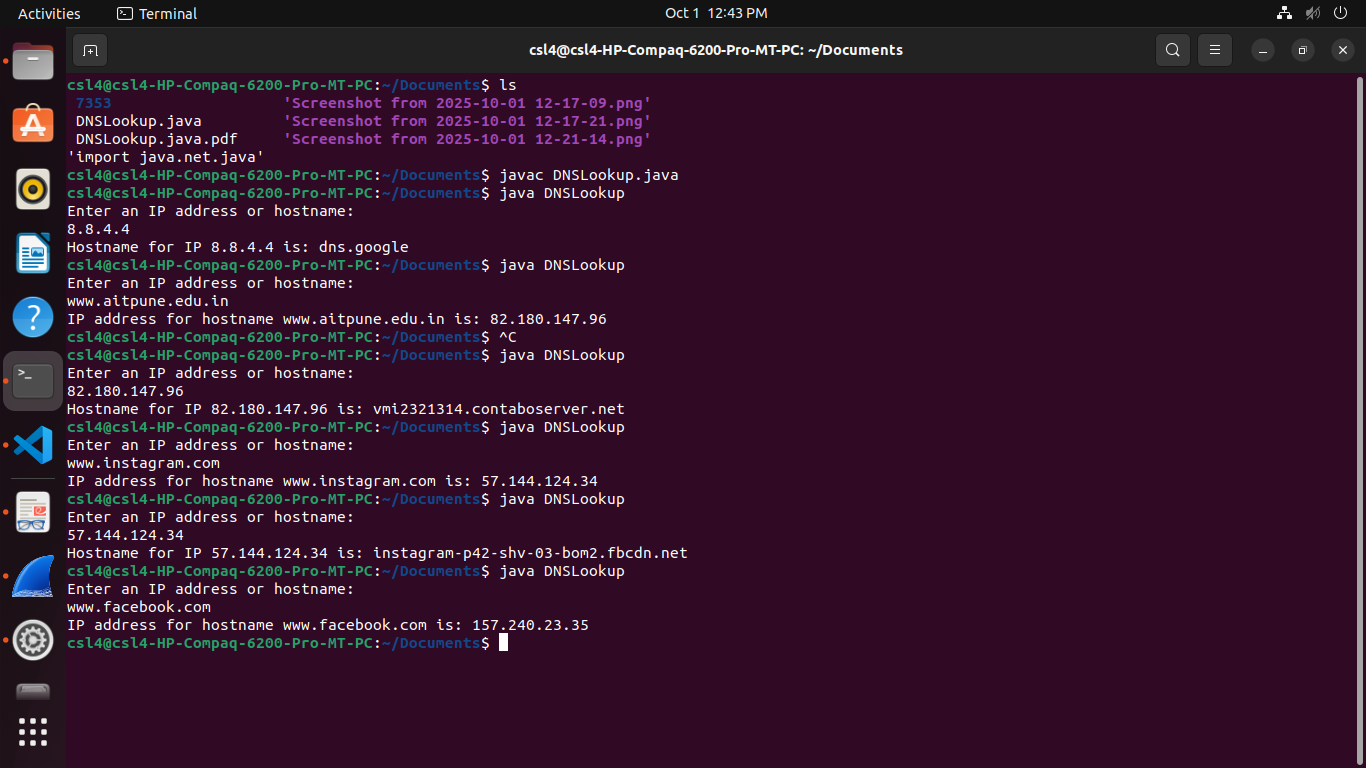 Activities Terminal Oct 1 12:43 PM
csl4@csl4-HP-Compaq-6200-Pro-MT-PC: ~/Documents
csl4@csl4-HP-Compaq-6200-Pro-MT-PC:~/Documents$ ls
7353 'Screenshot from 2025-10-01 12-17-09.png'
DNSLookup.java 'Screenshot from 2025-10-01 12-17-21.png'
DNSLookup.java.pdf 'Screenshot from 2025-10-01 12-21-14.png'
'import java.net.java'
csl4@csl4-HP-Compaq-6200-Pro-MT-PC:~/Documents$ javac DNSLookup.java
csl4@csl4-HP-Compaq-6200-Pro-MT-PC:~/Documents$ java DNSLookup
Enter an IP address or hostname:
8.8.4.4
Hostname for IP 8.8.4.4 is: dns.google
csl4@csl4-HP-Compaq-6200-Pro-MT-PC:~/Documents$ java DNSLookup
Enter an IP address or hostname:
www.aitpune.edu.in
IP address for hostname www.aitpune.edu.in is: 82.180.147.96
csl4@csl4-HP-Compaq-6200-Pro-MT-PC:~/Documents$ ^C
csl4@csl4-HP-Compaq-6200-Pro-MT-PC:~/Documents$ java DNSLookup
Enter an IP address or hostname:
82.180.147.96
Hostname for IP 82.180.147.96 is: vmi2321314.contaboserver.net
csl4@csl4-HP-Compaq-6200-Pro-MT-PC:~/Documents$ java DNSLookup
Enter an IP address or hostname:
www.instagram.com
IP address for hostname www.instagram.com is: 57.144.124.34
csl4@csl4-HP-Compaq-6200-Pro-MT-PC:~/Documents$ java DNSLookup
Enter an IP address or hostname:
57.144.124.34
Hostname for IP 57.144.124.34 is: instagram-p42-shv-03-bom2.fbcdn.net
csl4@csl4-HP-Compaq-6200-Pro-MT-PC:~/Documents$ java DNSLookup
Enter an IP address or hostname:
www.facebook.com
IP address for hostname www.facebook.com is: 157.240.23.35
csl4@csl4-HP-Compaq-6200-Pro-MT-PC:~/Documents$